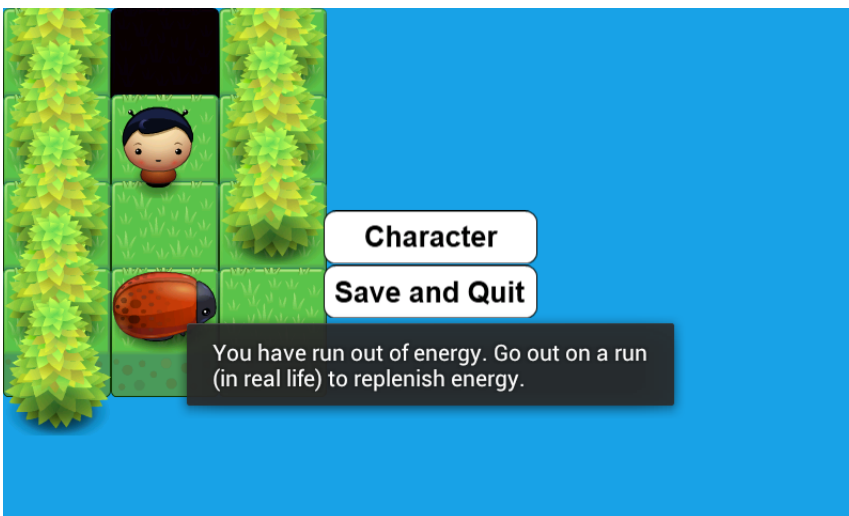 Character
Save and Quit
You have run out of energy. Go out on a run
(in real life) to replenish energy.